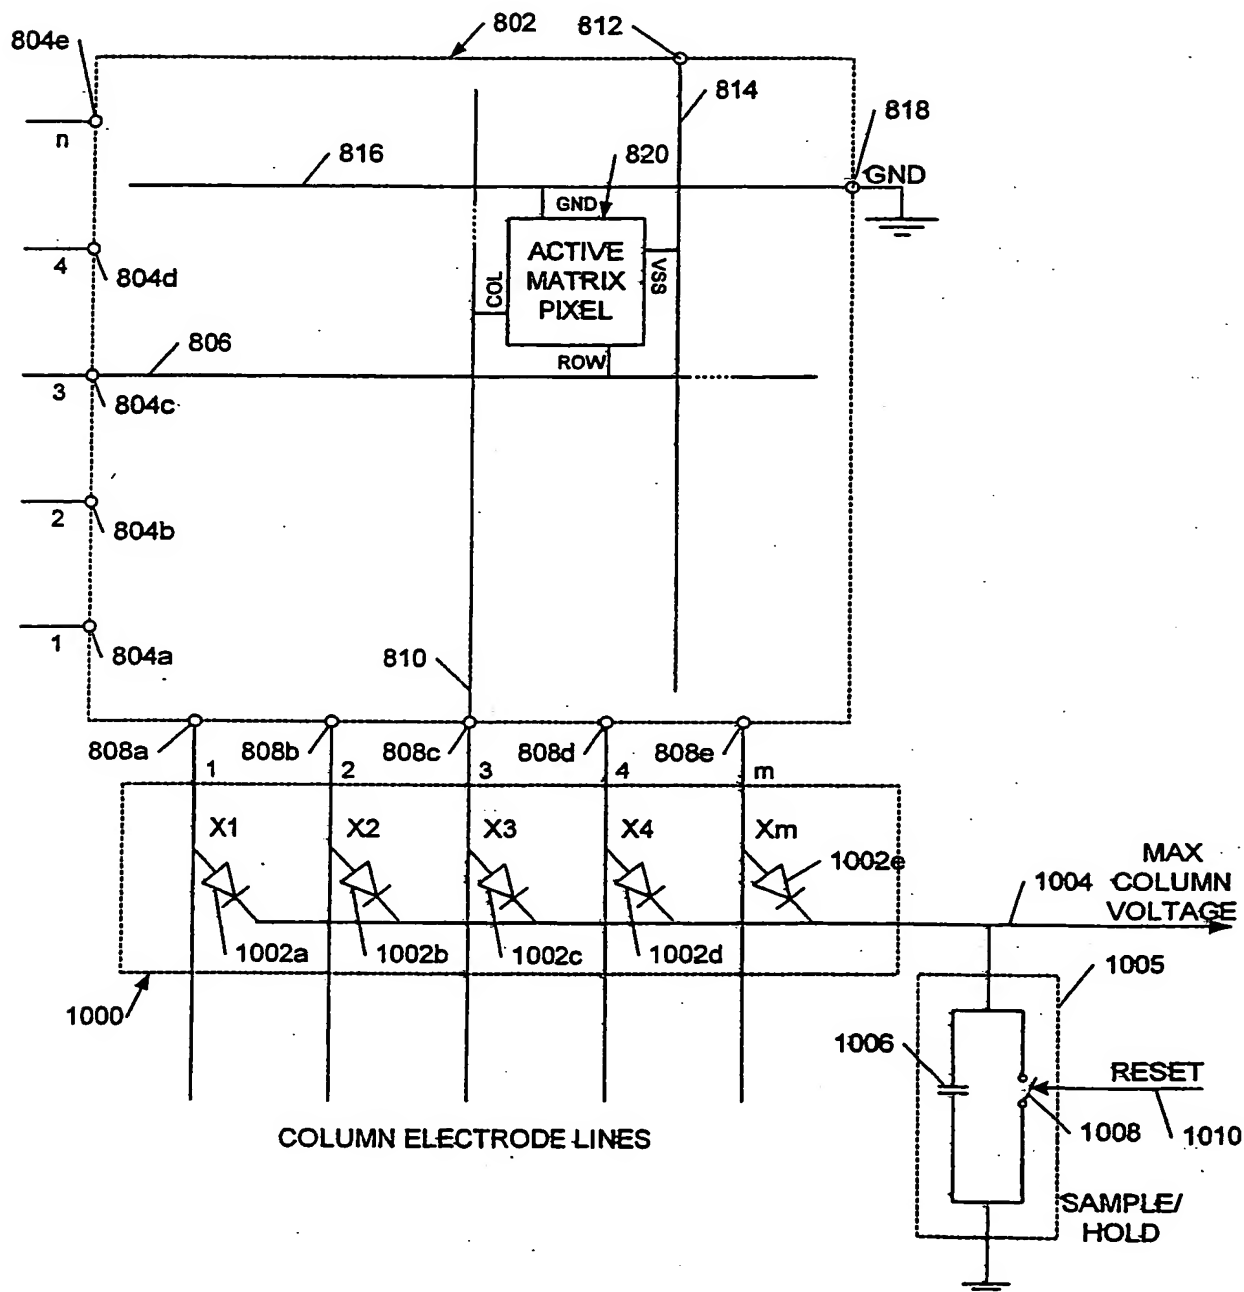 802
812
804e
814
818
n
816
820
GND
GND
ACTIVE
MATRIX
PIXEL
COL
VSS
4
804d
806
ROW
3
804c
2
804b
1
804a
810
808a
808b
808c
808d
808e
1
2
3
4
m
X1
X2
X3
X4
Xm
1002e
1004
MAX
COLUMN
VOLTAGE
1002a
1002b
1002c
1002d
1005
1000
1006
RESET
1008
1010
COLUMN ELECTRODE LINES
SAMPLE/
HOLD